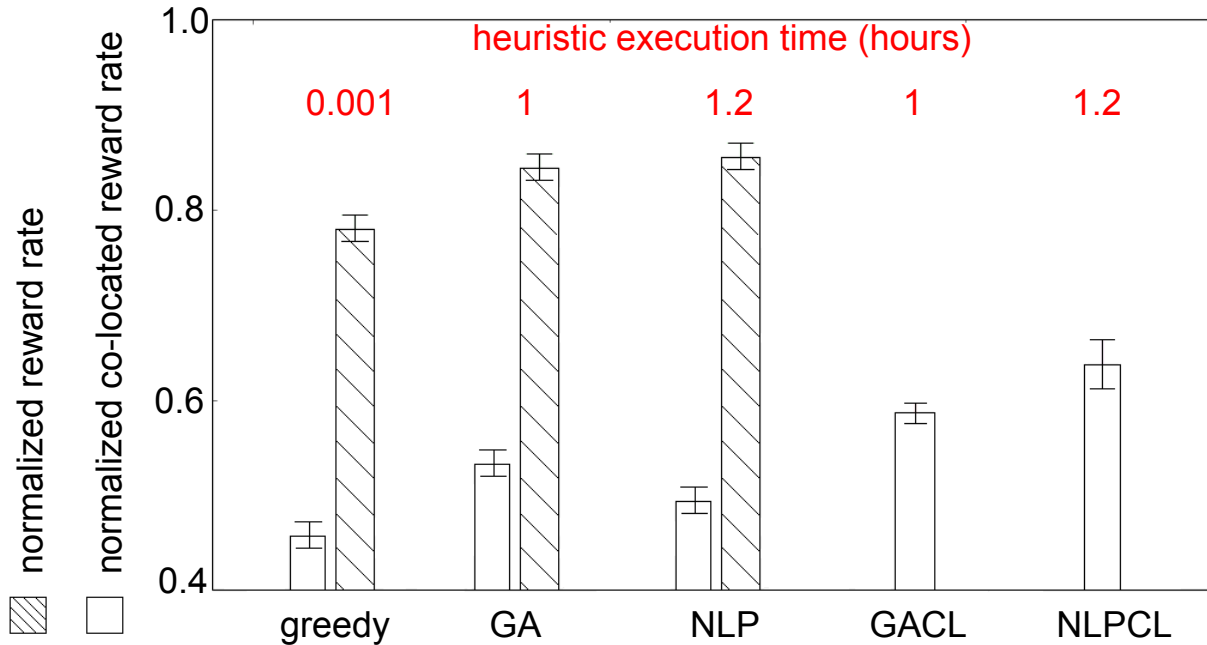 normalized reward rate
normalized co-located reward rate
1.0
0.8
0.6
0.4
heuristic execution time (hours)
0.001 1 1.2 1 1.2
greedy GA NLP GACL NLPCL